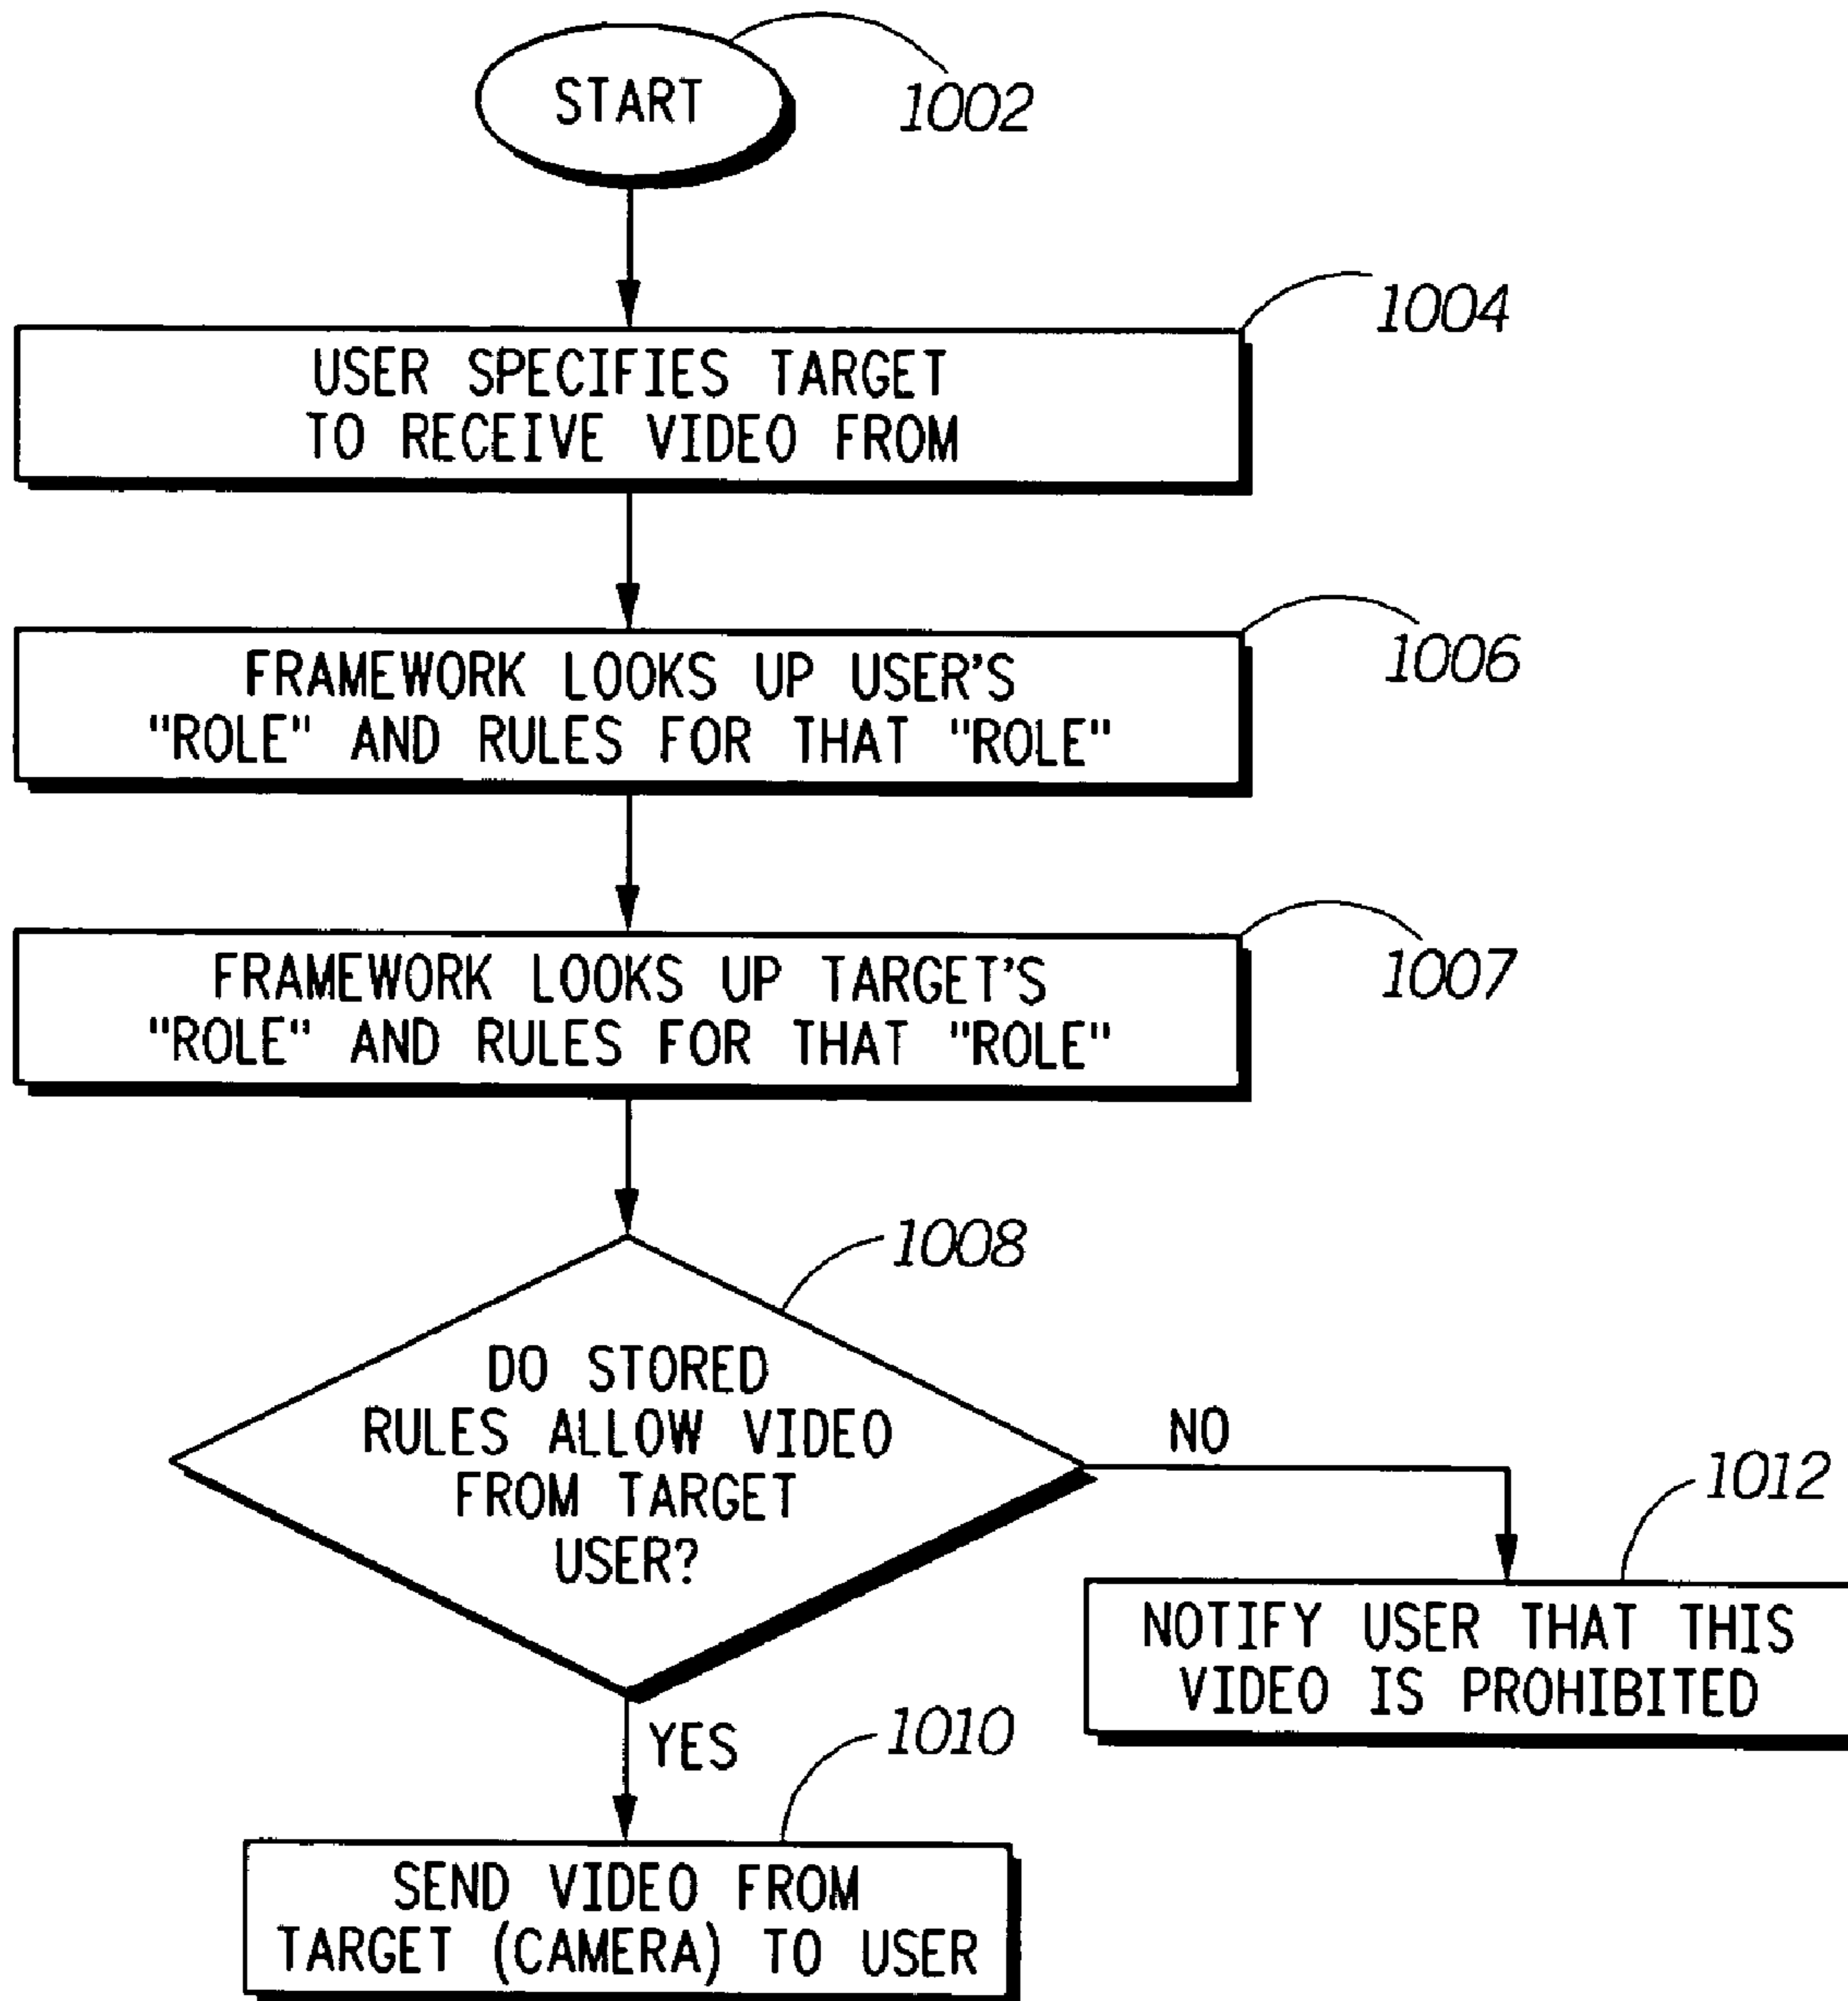 START
1002
1004
USER SPECIFIES TARGET
TO RECEIVE VIDEO FROM
1006
FRAMEWORK LOOKS UP USER'S
"ROLE" AND RULES FOR THAT "ROLE"
1007
FRAMEWORK LOOKS UP TARGET'S
"ROLE" AND RULES FOR THAT "ROLE"
1008
DO STORED
RULES ALLOW VIDEO
FROM TARGET
USER?
NO
1012
NOTIFY USER THAT THIS
VIDEO IS PROHIBITED
YES
1010
SEND VIDEO FROM
TARGET (CAMERA) TO USER